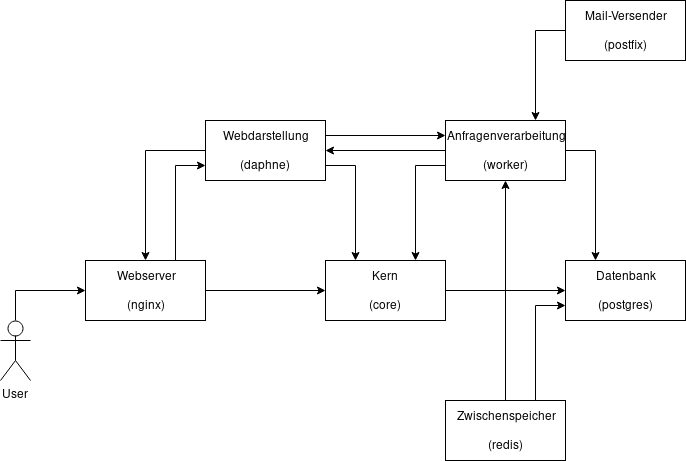 Mail-Versender
(postfix)
Webdarstellung
(daphne)
Anfragenverarbeitung
(worker)
Webserver
(nginx)
Kern
(core)
Datenbank
(postgres)
User
Zwischenspeicher
(redis)